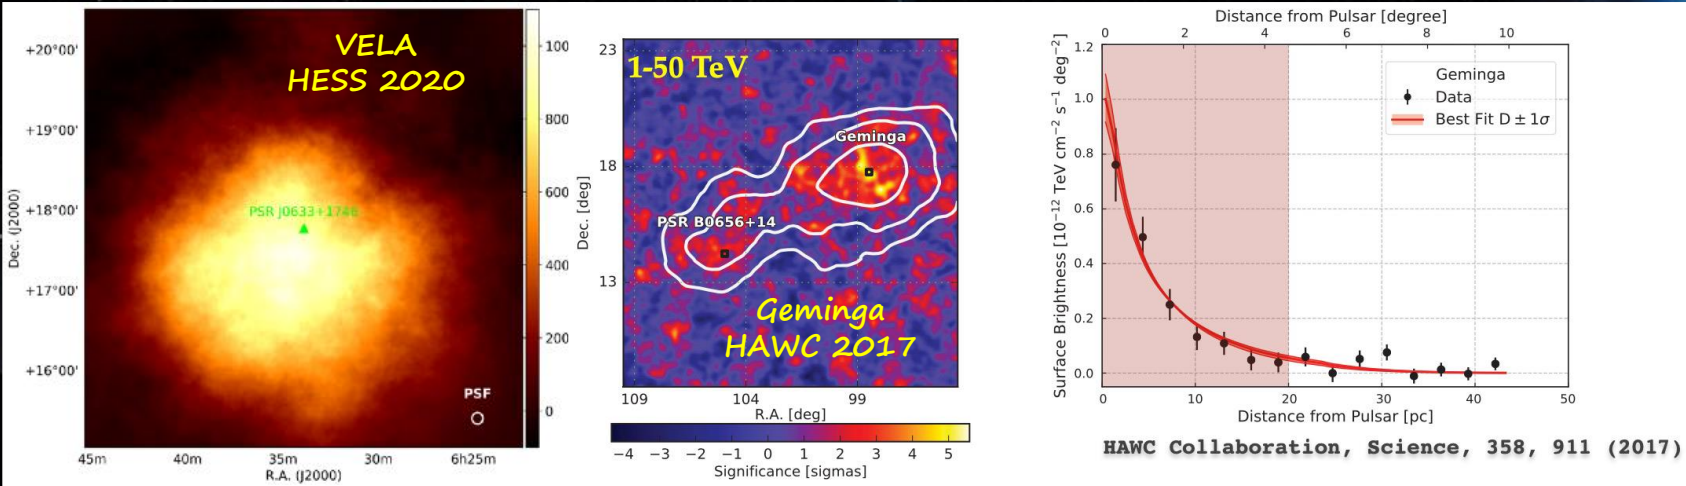 VELA
HESS 2020
+20°00'
+19°00'
+18°00'
+17°00'
+16°00'
Dec. (J2000)
PSR J0633+1746
PSF
45m 40m 35m 30m 6h25m
R.A. (J2000)
100
800
600
400
200
0
1-50 TeV
23
18
13
Dec. [deg]
Geminga
PSR B0656+14
Geminga
HAWC 2017
109 104 99
R.A. [deg]
−4 −3 −2 −1 0 1 2 3 4 5
Significance [sigmas]
Distance from Pulsar [degree]
0 2 4 6 8 10
1.2
1.0
0.8
0.6
0.4
0.2
0.0
Surface Brightness [10⁻¹² TeV cm⁻² s⁻¹ deg⁻²]
Geminga
Data
Best Fit D ± 1σ
0 10 20 30 40 50
Distance from Pulsar [pc]
HAWC Collaboration, Science, 358, 911 (2017)